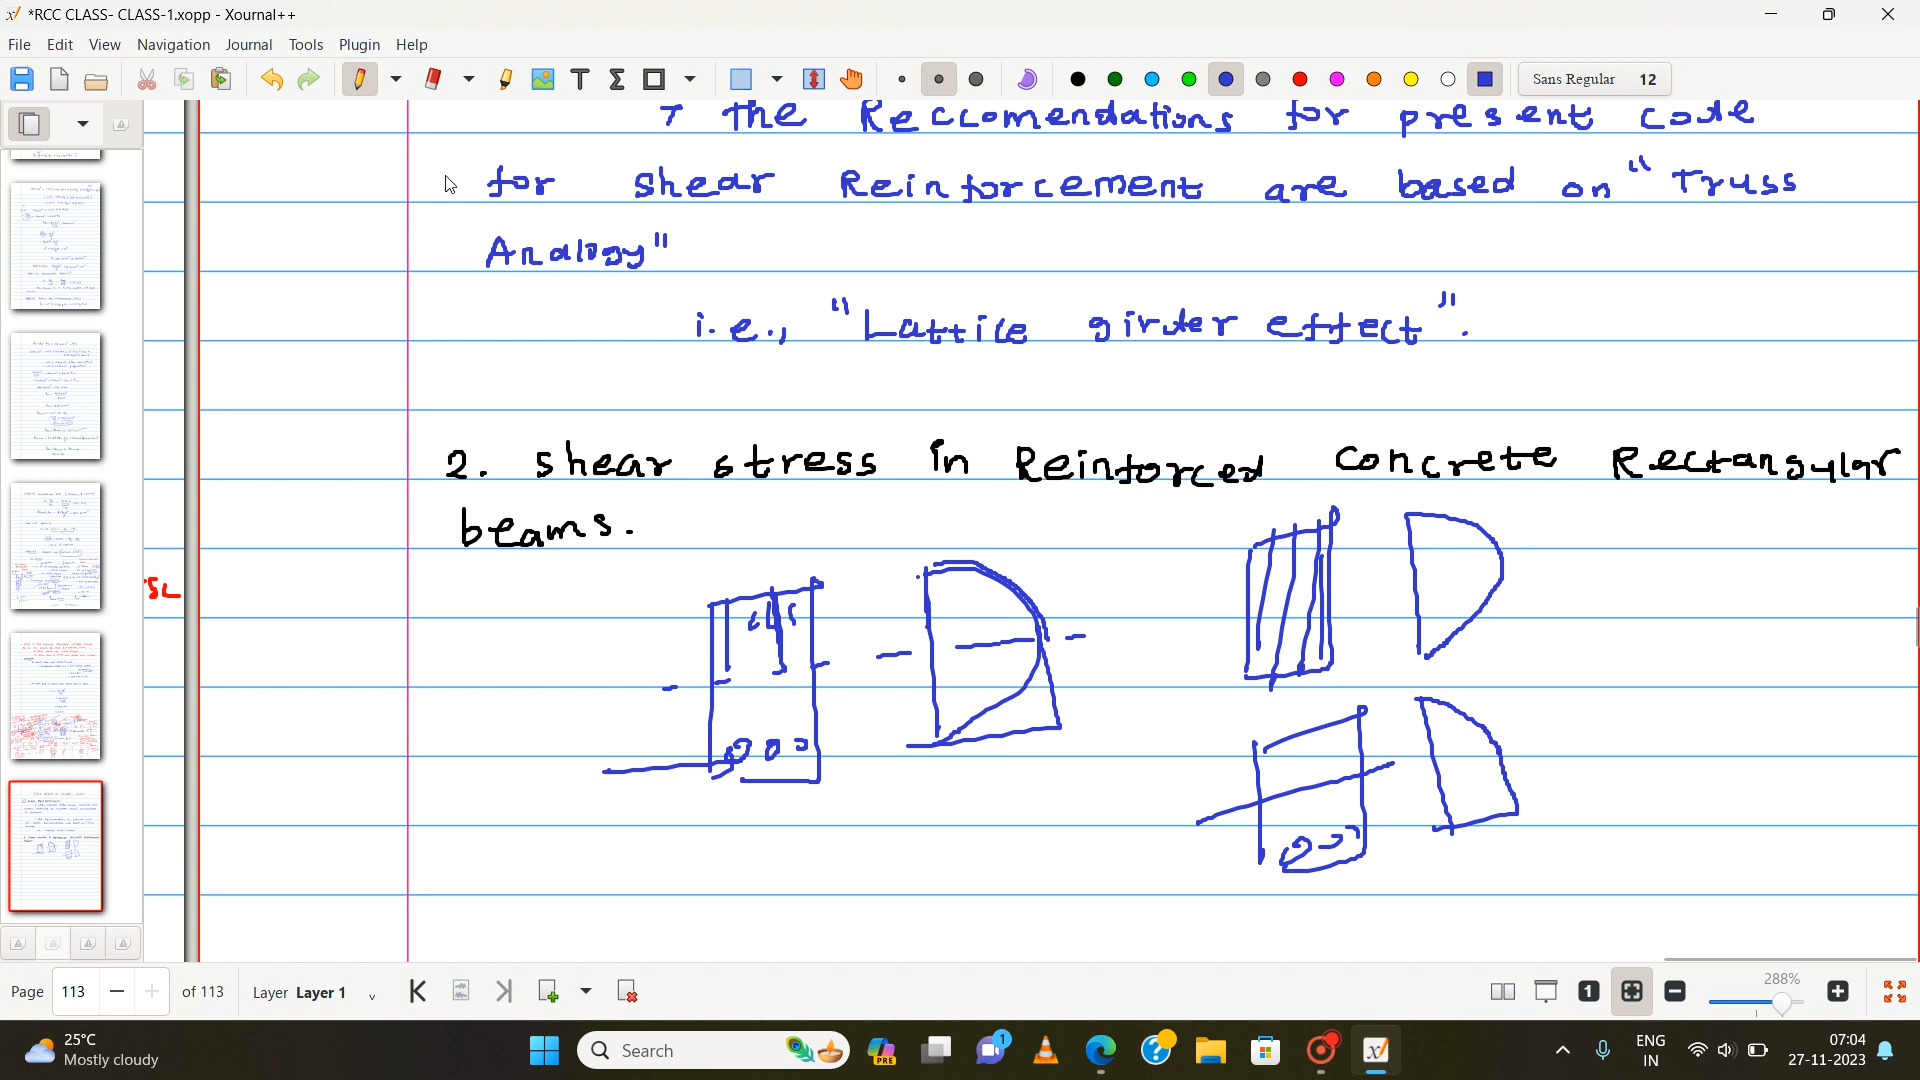 *RCC CLASS- CLASS-1.xopp - Xournal++
File Edit View Navigation Journal Tools Plugin Help
Sans Regular 12
the Reccomendations for present code
for shear Reinforcement are based on "Truss
Analogy"
i.e., "Lattice girder effect".
2. shear stress in Reinforced concrete Rectangular
beams.
Page 113 of 113 Layer Layer 1
288%
25°C
Mostly cloudy
Search
PRE
1
ENG
IN
07:04
27-11-2023